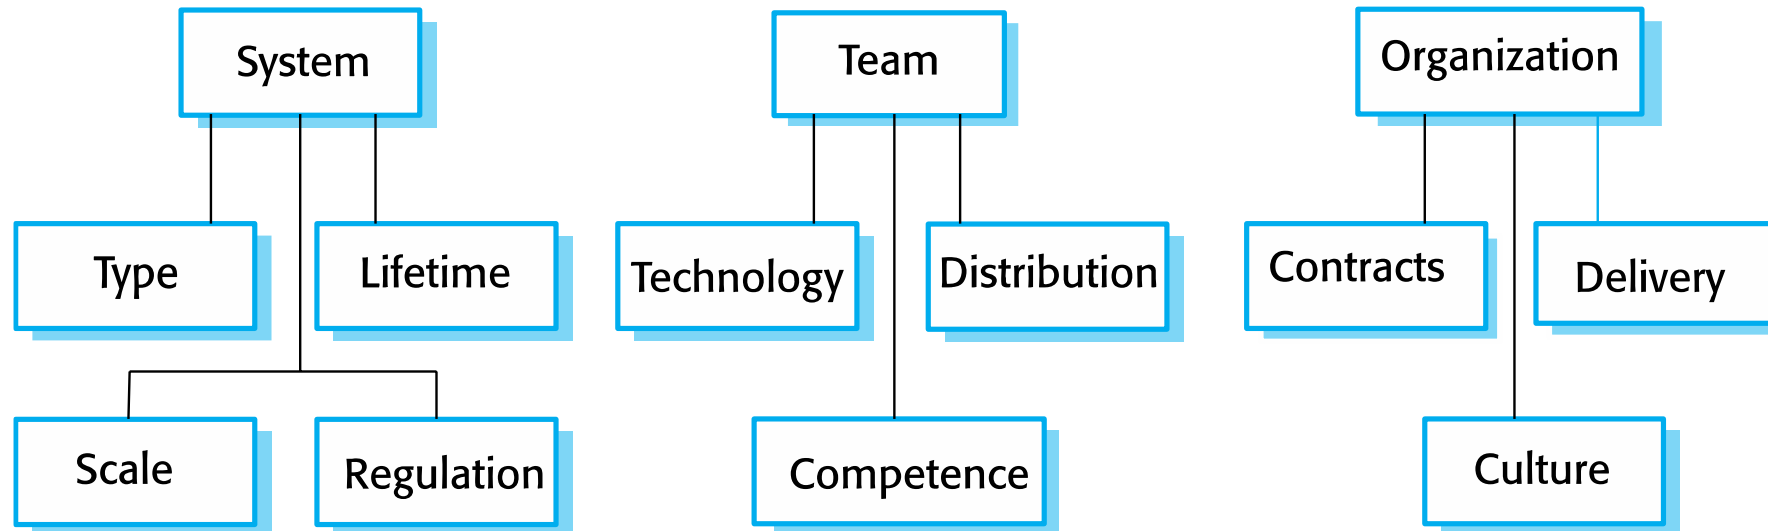 System
Team
Organization
Type
Lifetime
Technology
Distribution
Contracts
Delivery
Scale
Regulation
Competence
Culture